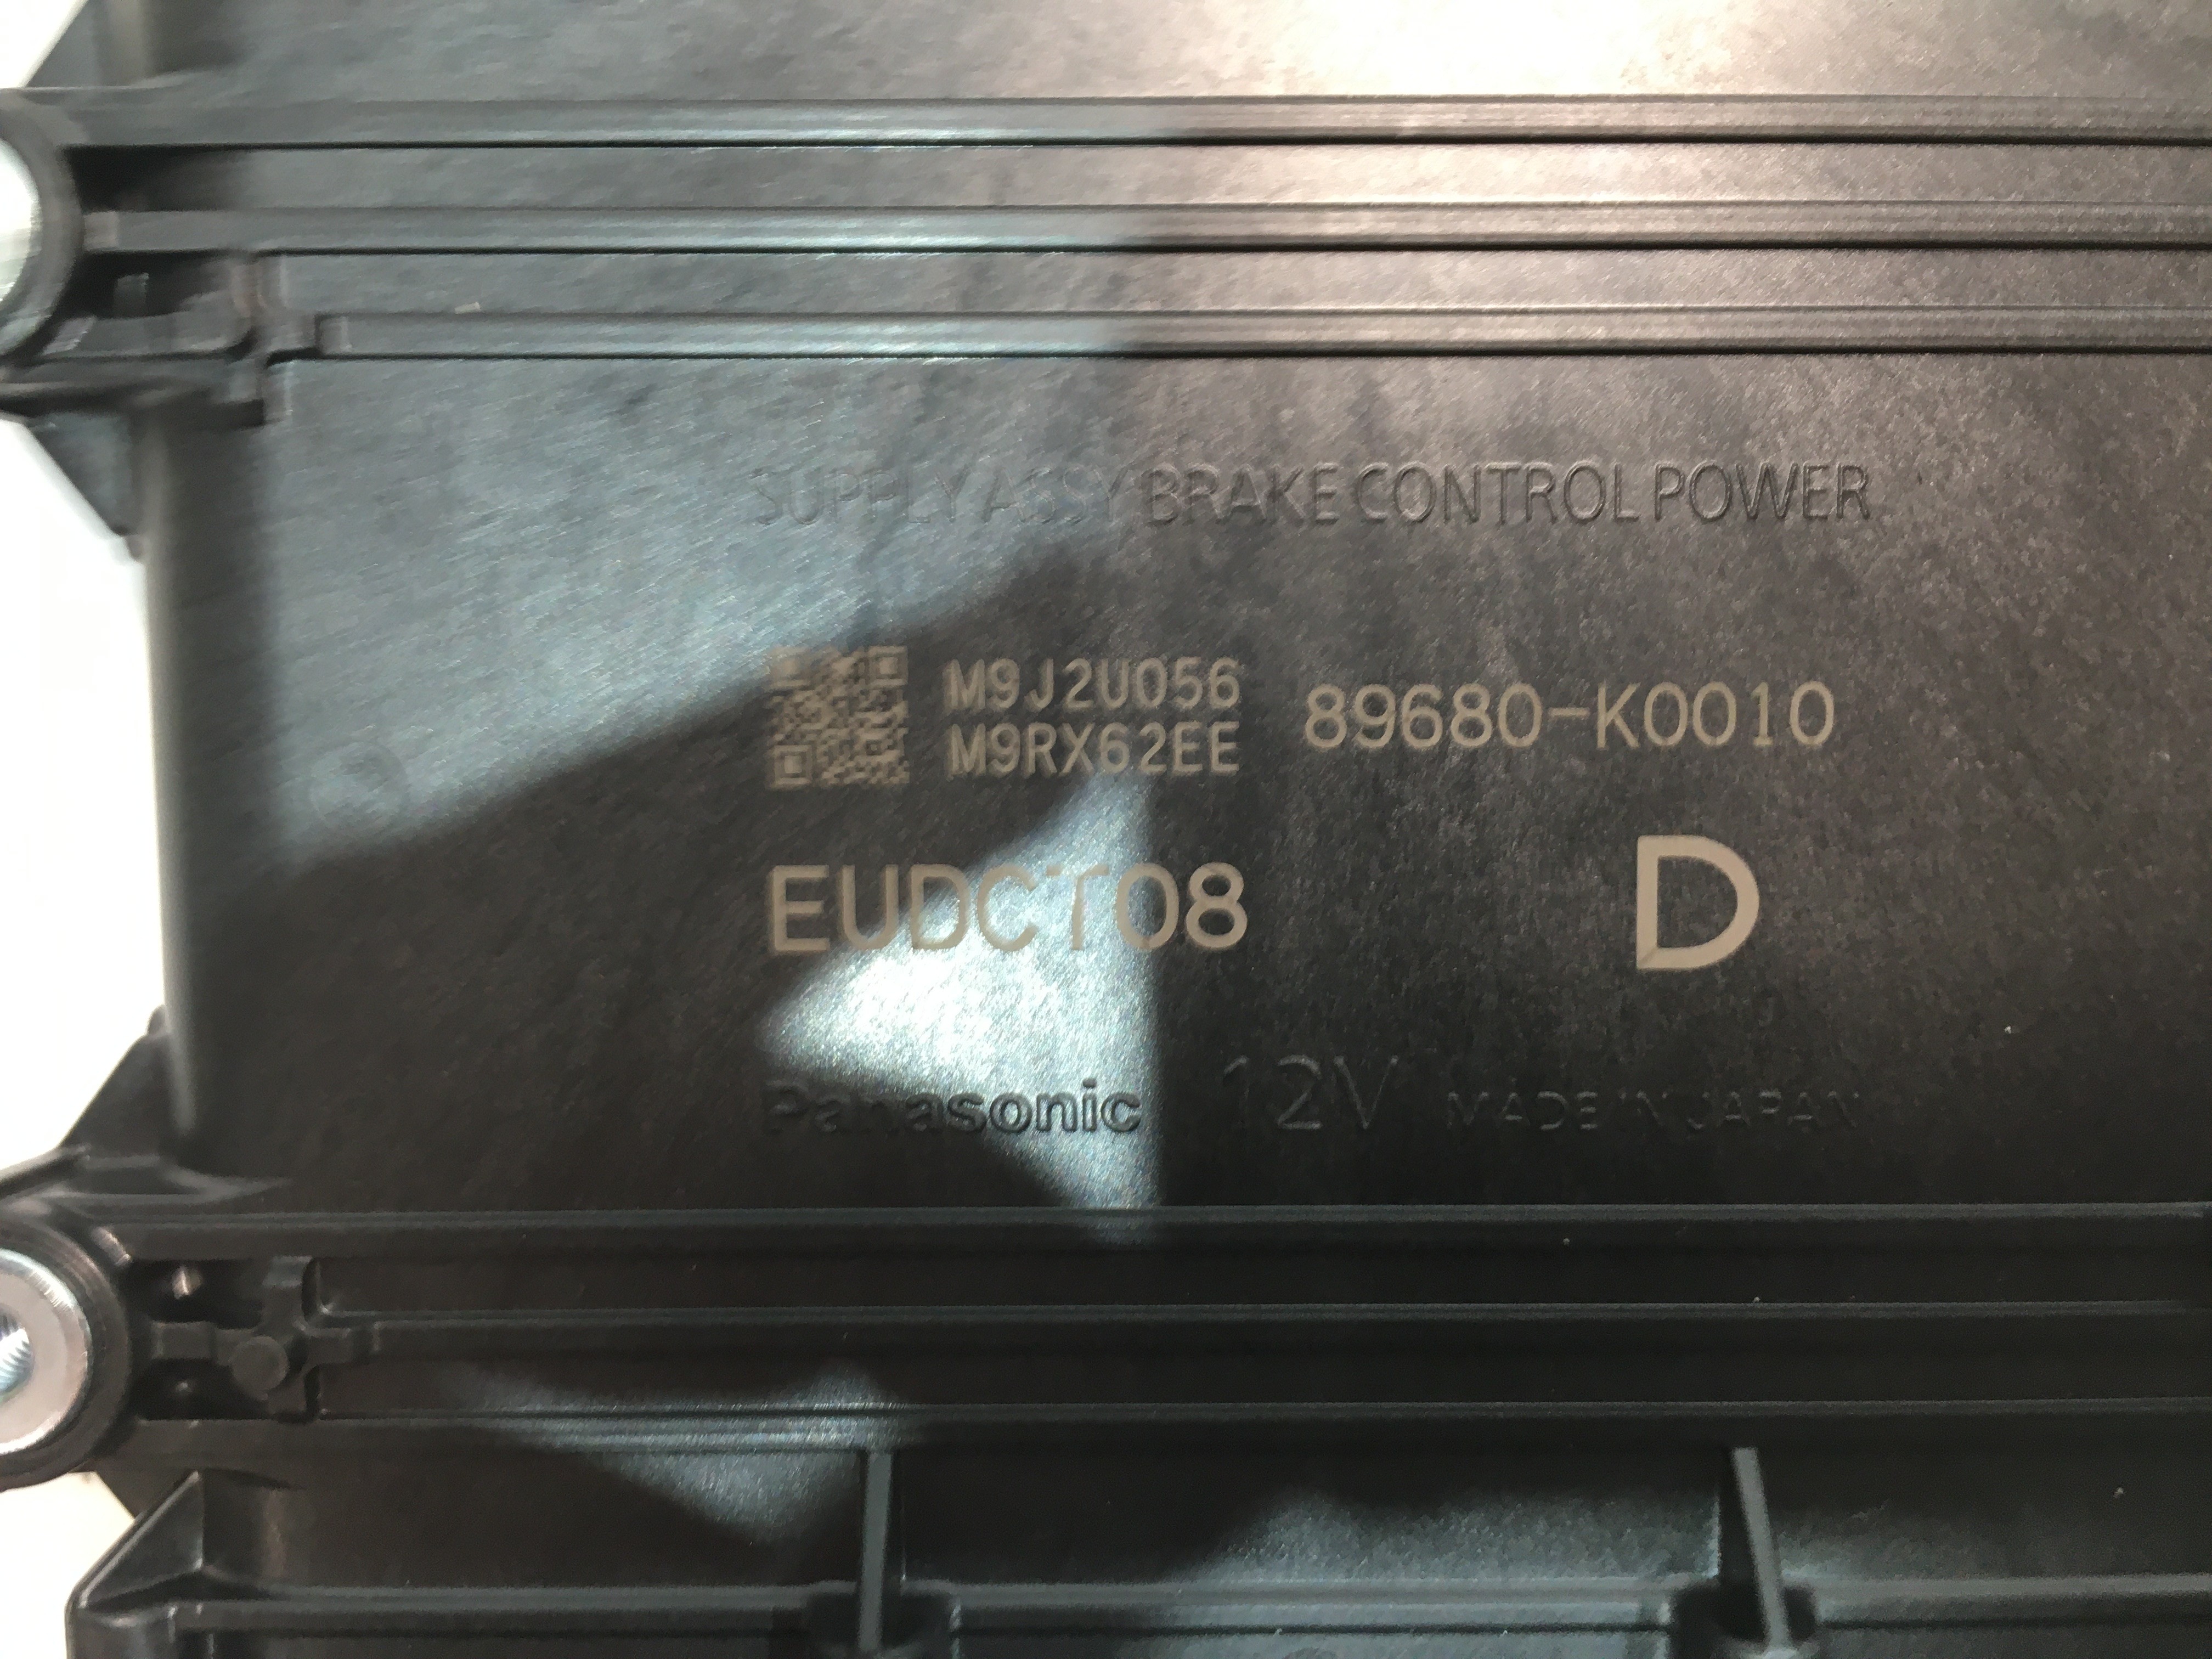 SUPPLY ASSY BRAKE CONTROL POWER
M9J2U056
M9RX62EE
89680-K0010
EUDCT08
D
Panasonic 12V MADE IN JAPAN